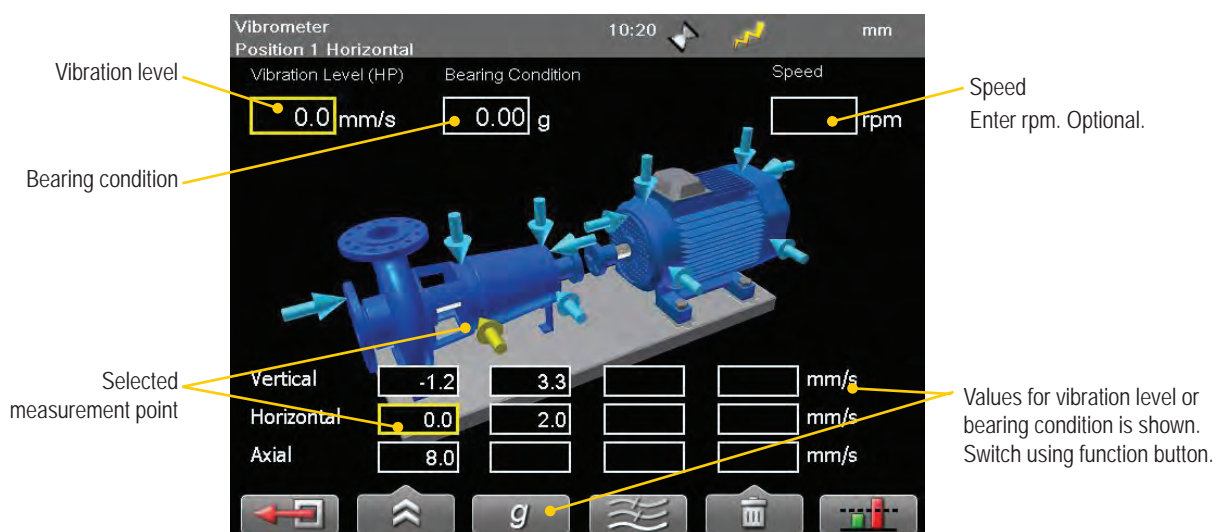 Vibrometer
10:20
mm
Position 1 Horizontal
Vibration level
Vibration Level (HP)
Bearing Condition
Speed
0.0 mm/s
0.00 g
rpm
Speed
Enter rpm. Optional.
Bearing condition
Selected
measurement point
Vertical -1.2 3.3 mm/s
Horizontal 0.0 2.0 mm/s
Axial 8.0 mm/s
Values for vibration level or
bearing condition is shown.
Switch using function button.
g